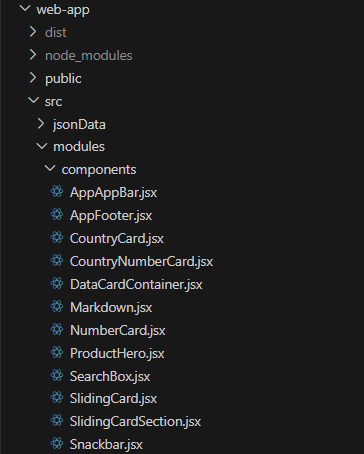 web-app
dist
node_modules
public
src
jsonData
modules
components
AppAppBar.jsx
AppFooter.jsx
CountryCard.jsx
CountryNumberCard.jsx
DataCardContainer.jsx
Markdown.jsx
NumberCard.jsx
ProductHero.jsx
SearchBox.jsx
SlidingCard.jsx
SlidingCardSection.jsx
Snackbar.jsx